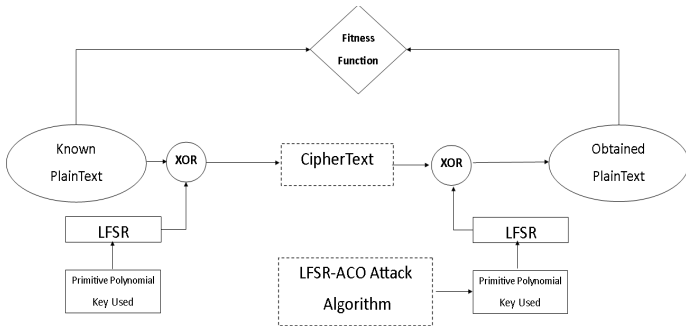 Fitness
Function
Known
PlainText
XOR
CipherText
XOR
Obtained
PlainText
LFSR
LFSR
Primitive Polynomial
Key Used
LFSR-ACO Attack
Algorithm
Primitive Polynomial
Key Used